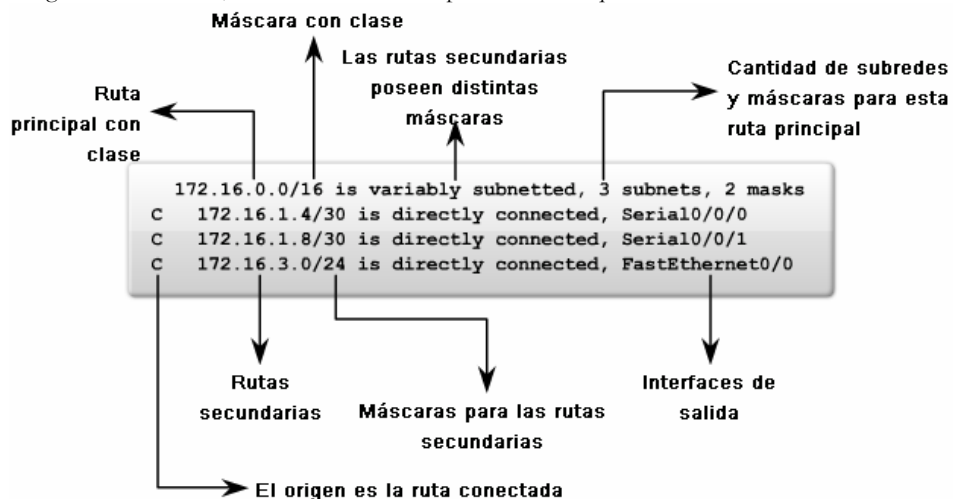 Máscara con clase
Las rutas secundarias
poseen distintas
máscaras
Cantidad de subredes
y máscaras para esta
ruta principal
Ruta
principal con
clase
172.16.0.0/16 is variably subnetted, 3 subnets, 2 masks
C 172.16.1.4/30 is directly connected, Serial0/0/0
C 172.16.1.8/30 is directly connected, Serial0/0/1
C 172.16.3.0/24 is directly connected, FastEthernet0/0
Rutas
secundarias
Máscaras para las rutas
secundarias
Interfaces de
salida
El origen es la ruta conectada